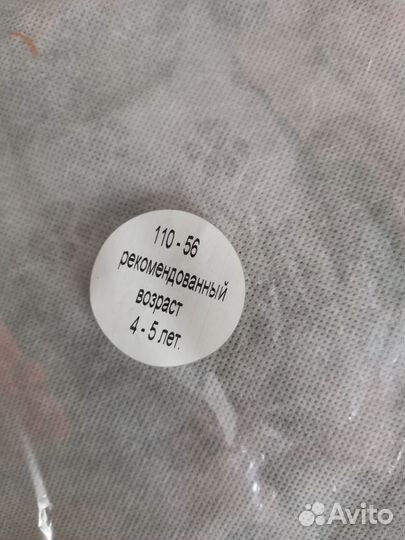 110 - 56
рекомендованный
возраст
4 - 5 лет.
Avito